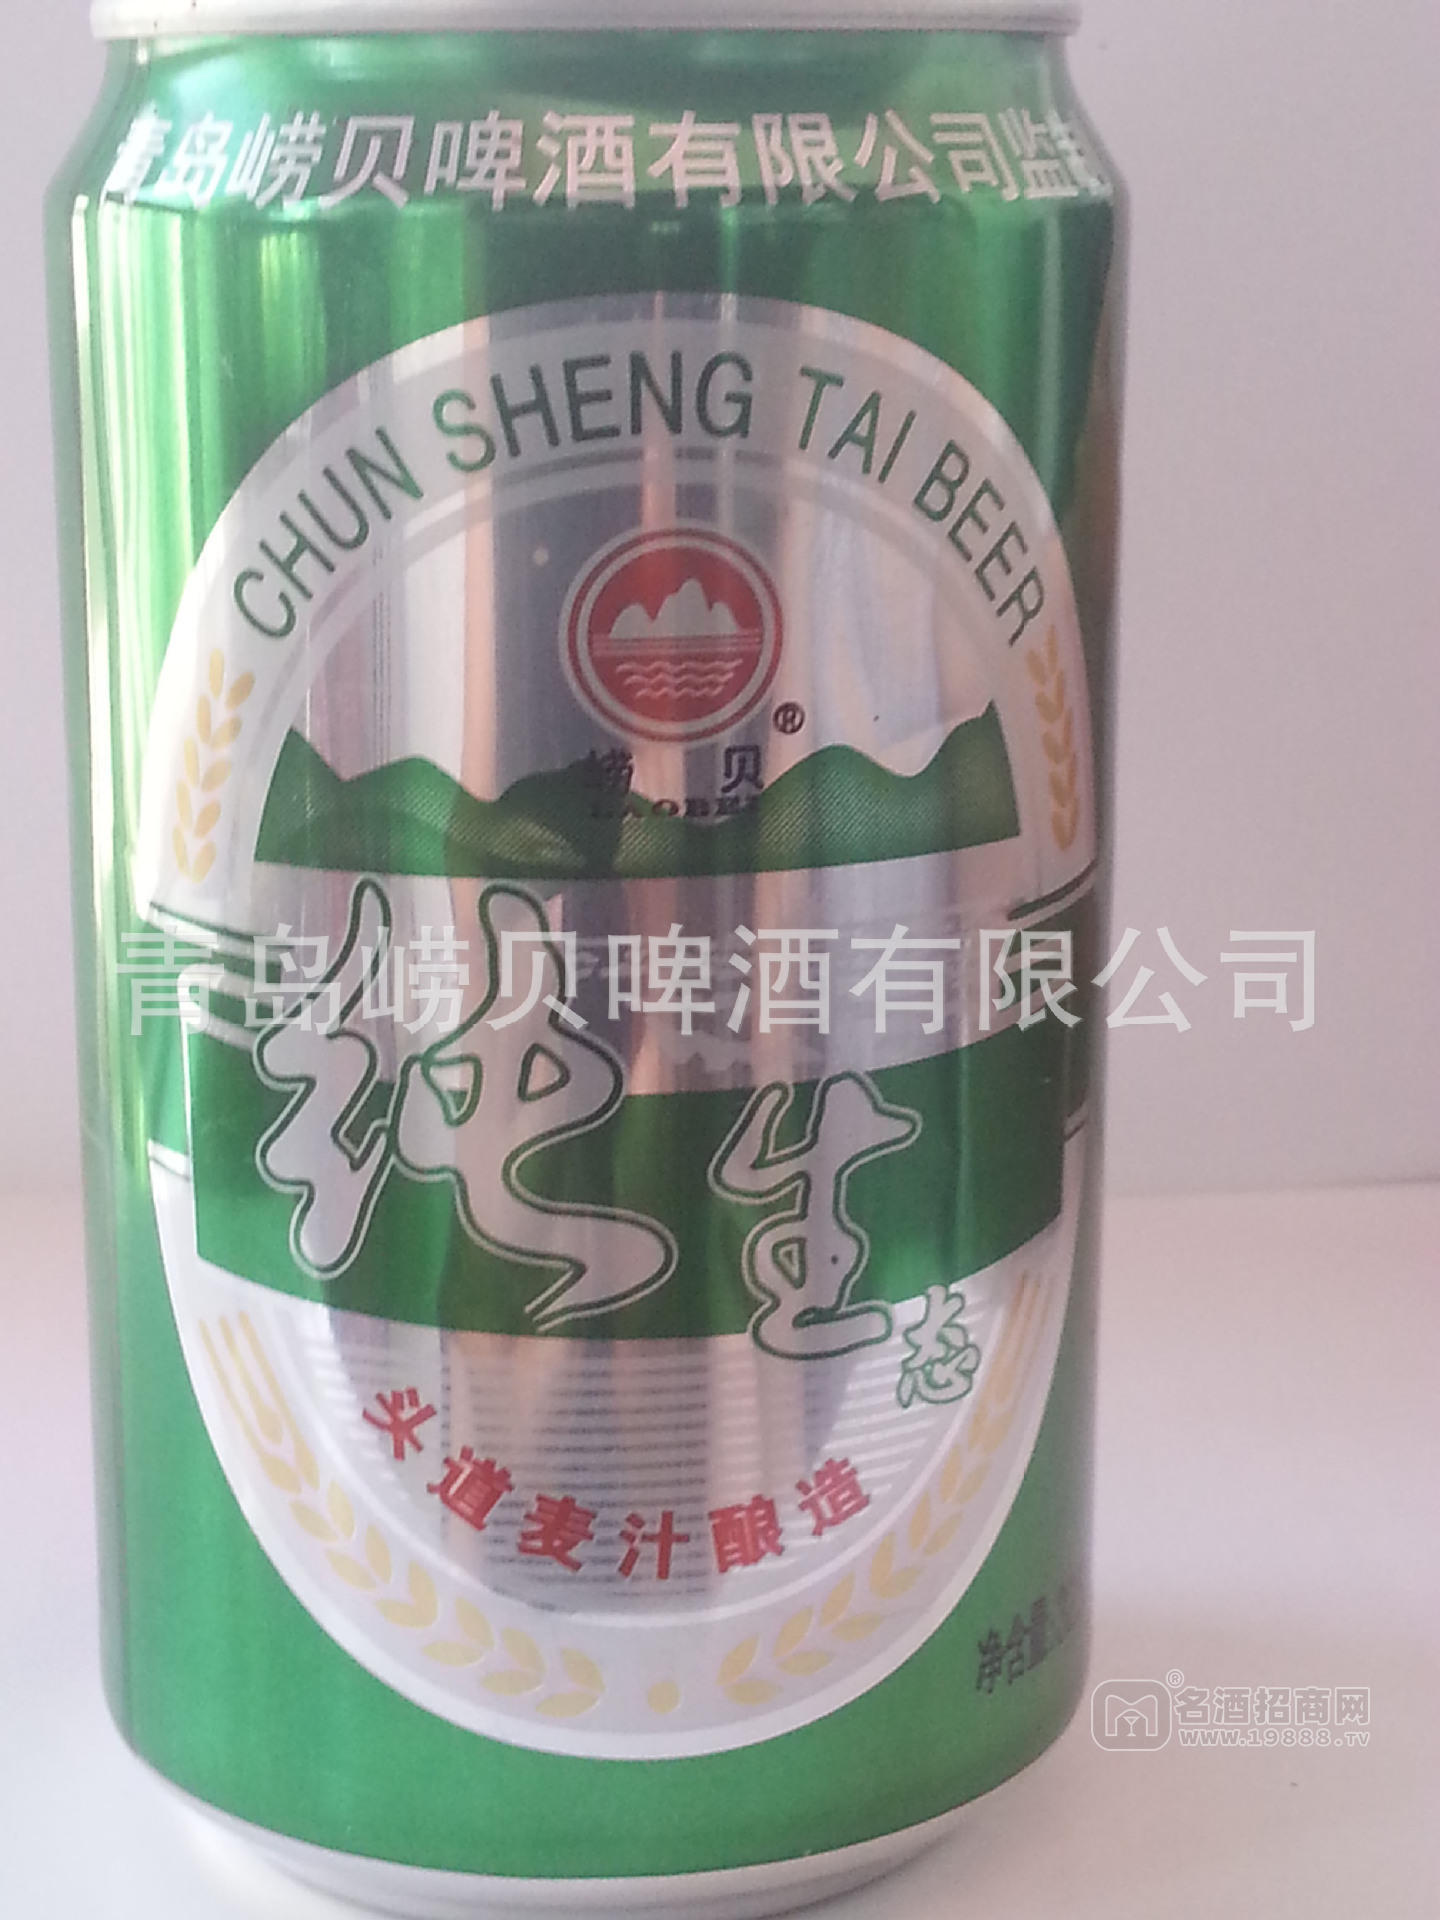 青岛崂贝啤酒有限公司监制
CHUN SHENG TAI BEER
®
崂 贝
LAOBEI
青岛崂贝啤酒有限公司
纯生态
头道麦汁酿造
净含量
®名酒招商网
www.19888.tv